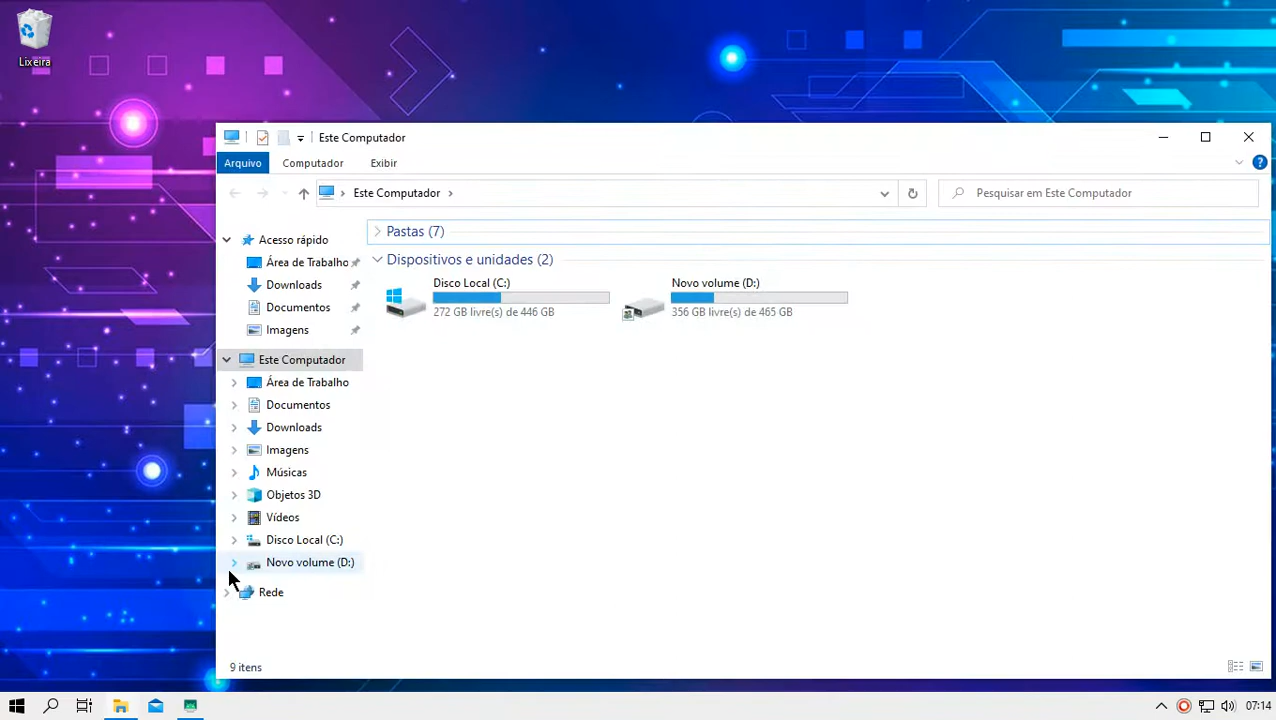 Lixeira
Este Computador
Arquivo
Computador
Exibir
Este Computador
Pesquisar em Este Computador
Acesso rápido
Área de Trabalho
Downloads
Documentos
Imagens
Este Computador
Área de Trabalho
Documentos
Downloads
Imagens
Músicas
Objetos 3D
Vídeos
Disco Local (C:)
Novo volume (D:)
Rede
Pastas (7)
Dispositivos e unidades (2)
Disco Local (C:)
272 GB livre(s) de 446 GB
Novo volume (D:)
356 GB livre(s) de 465 GB
9 itens
07:14